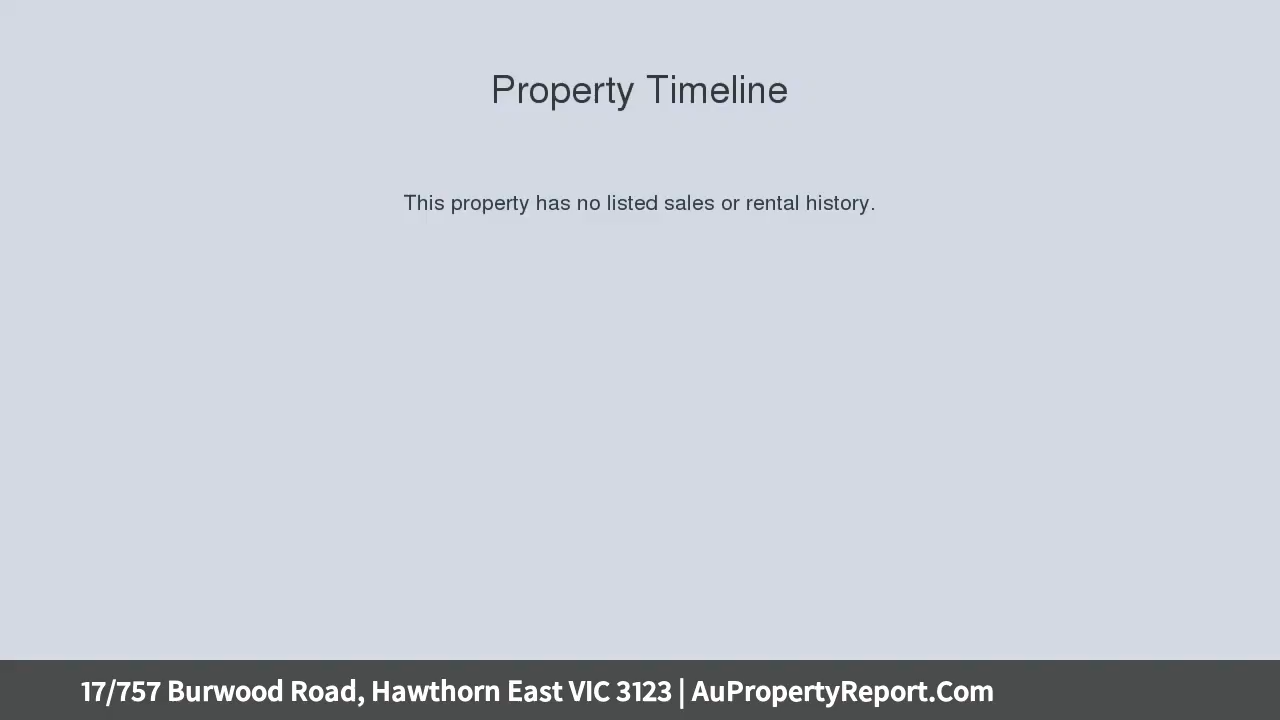 Property Timeline
This property has no listed sales or rental history.
17/757 Burwood Road, Hawthorn East VIC 3123 | AuPropertyReport.Com